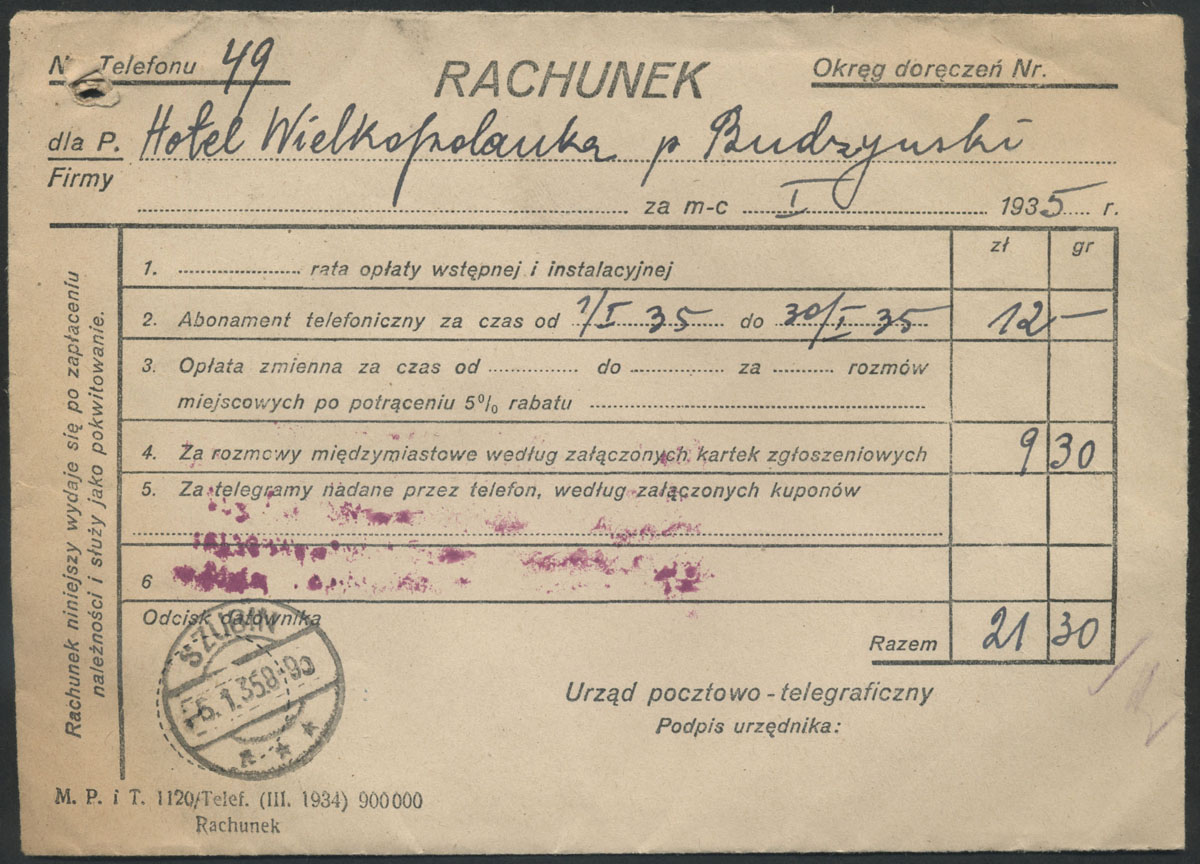 Nr Telefonu 49
RACHUNEK
Okręg doręczeń Nr.
dla P. Hotel Wielkopolanka p Budzyński
Firmy
za m-c I 1935 r.
zł gr
1. rata opłaty wstępnej i instalacyjnej
2. Abonament telefoniczny za czas od 1/I 35 do 30/I 35 12 —
3. Opłata zmienna za czas od do za rozmów
miejscowych po potrąceniu 5% rabatu
4. Za rozmowy międzymiastowe według załączonych kartek zgłoszeniowych 9 30
5. Za telegramy nadane przez telefon, według załączonych kuponów
6
Odcisk datownika
Razem 21 30
SZUBIN
6.1.35 8-9
Urząd pocztowo-telegraficzny
Podpis urzędnika:
Rachunek niniejszy wydaje się po zapłaceniu
należności i służy jako pokwitowanie.
M. P. i T. 1120/Telef. (III. 1934) 900000
Rachunek